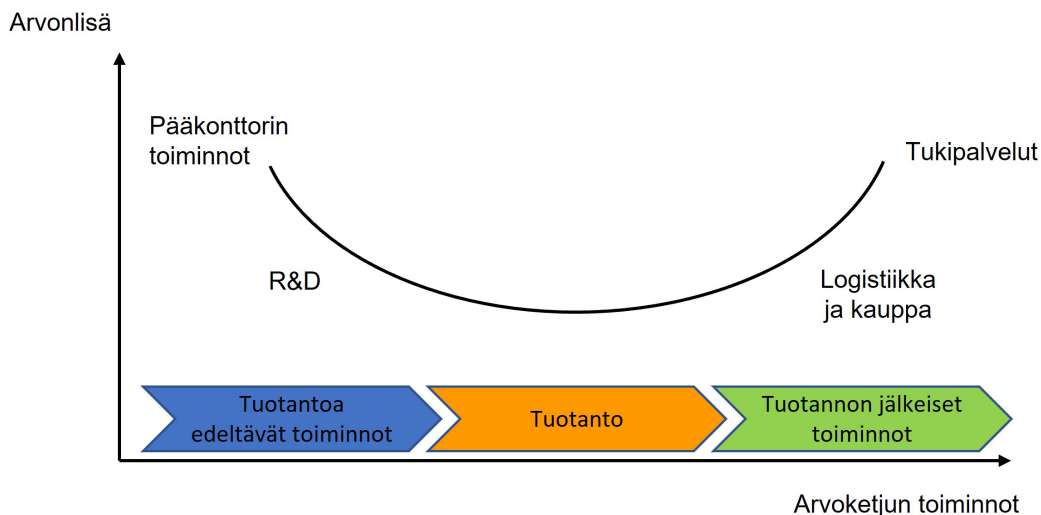 Arvonlisä
Pääkonttorin
toiminnot
Tukipalvelut
R&D
Logistiikka
ja kauppa
Tuotantoa
edeltävät toiminnot
Tuotanto
Tuotannon jälkeiset
toiminnot
Arvoketjun toiminnot